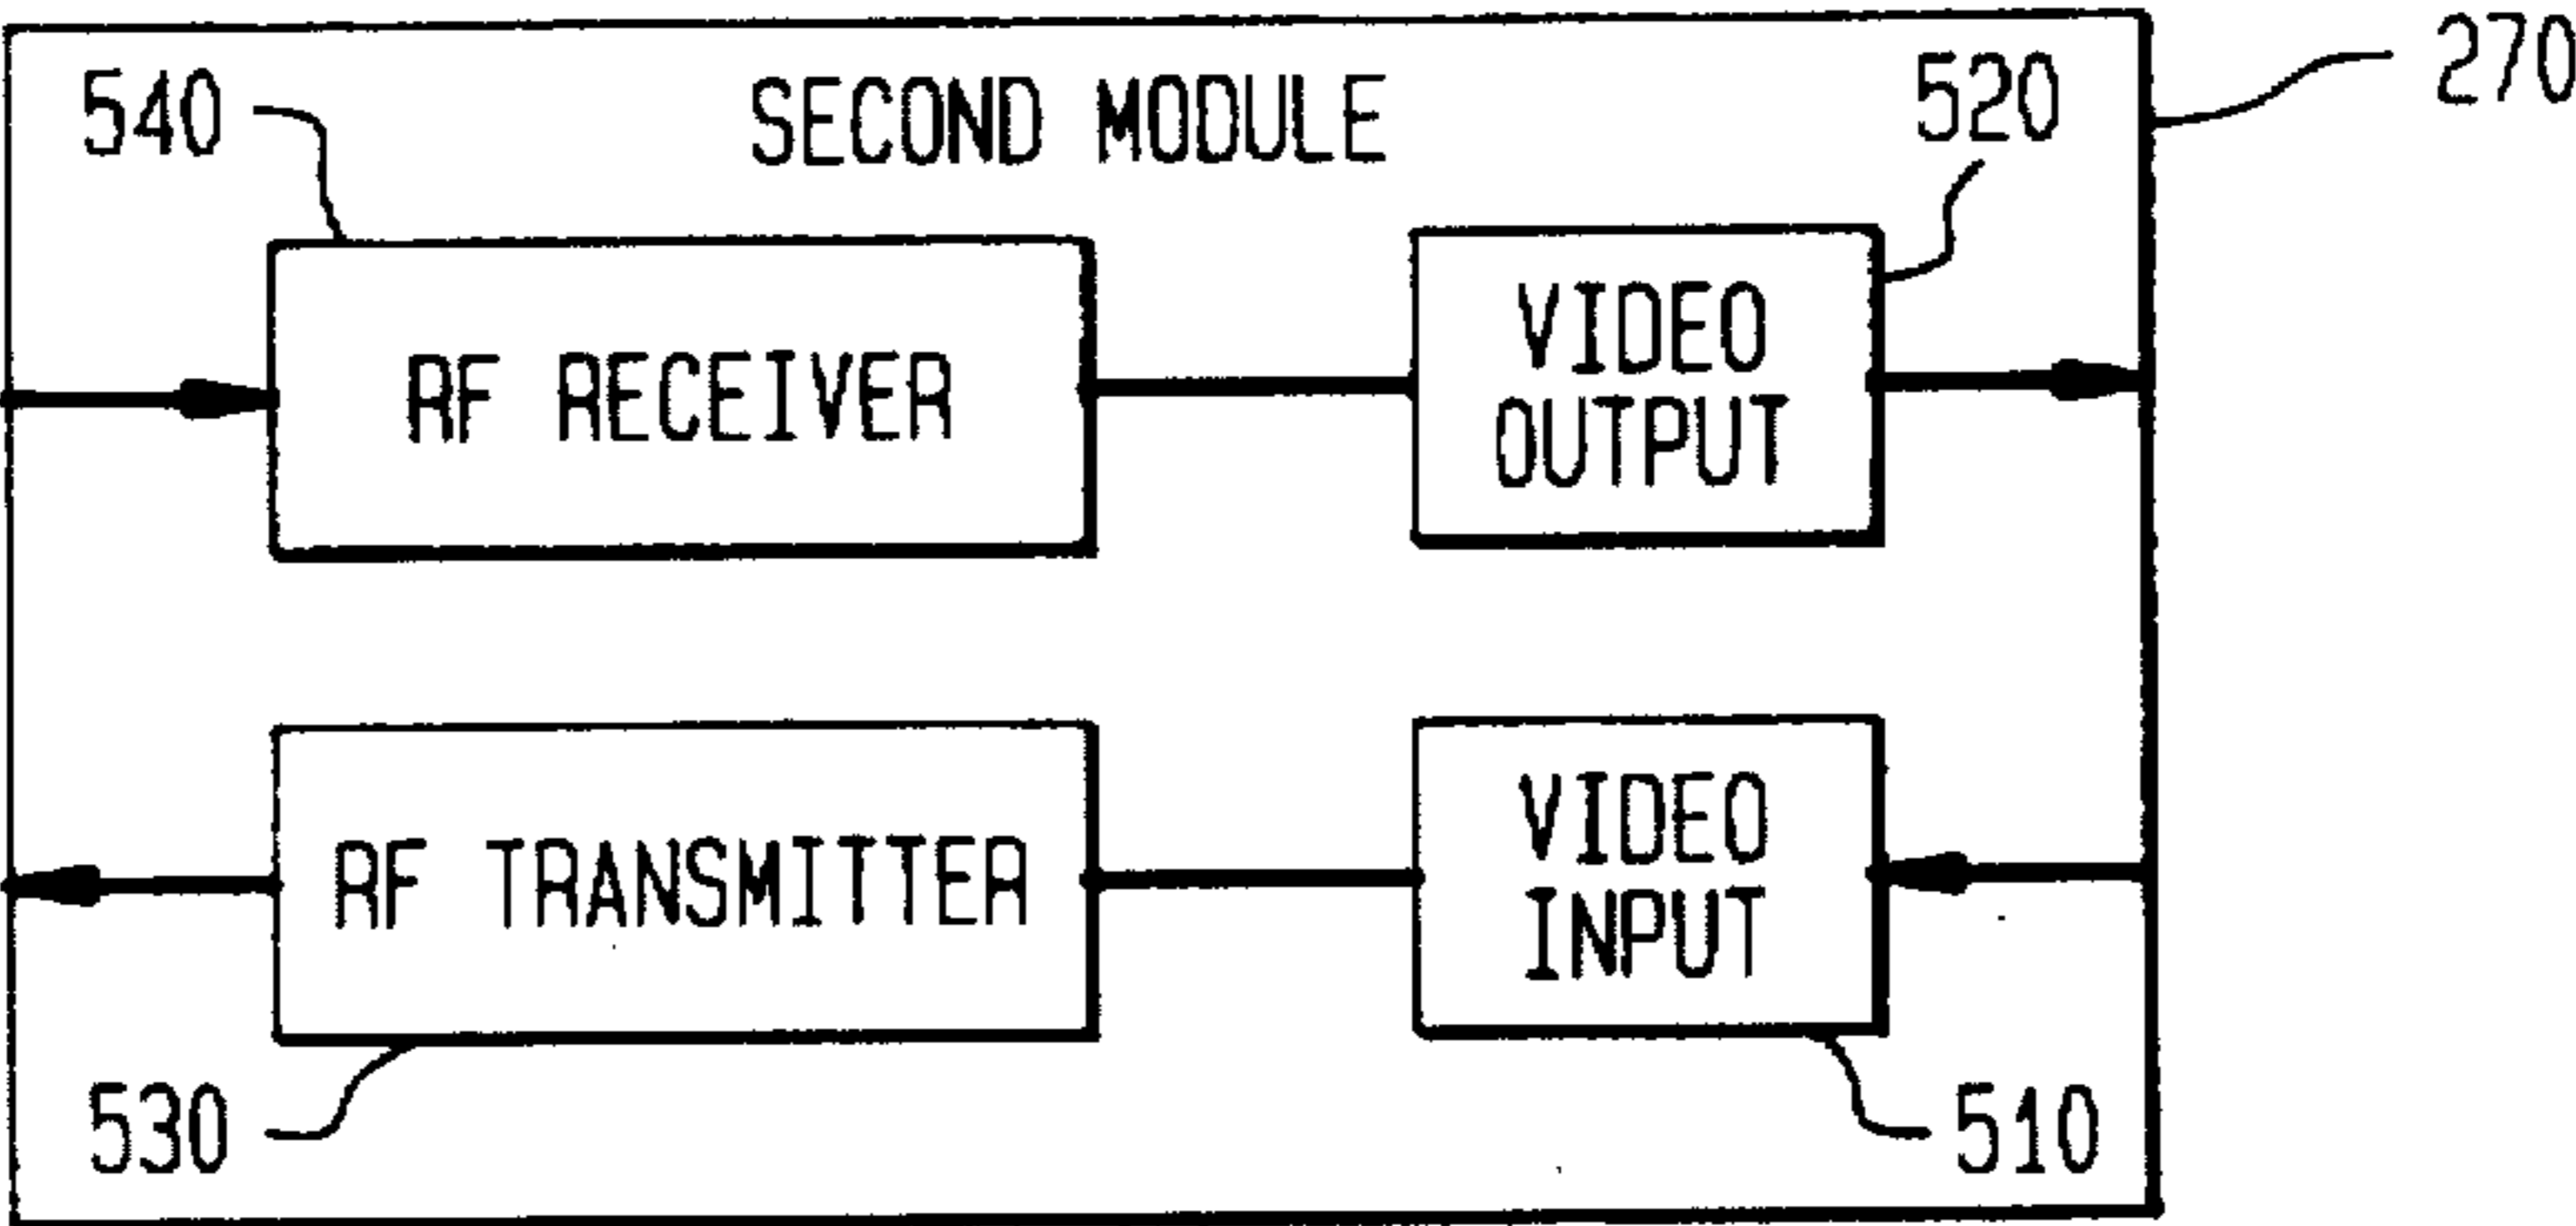 270
540
SECOND MODULE
520
RF RECEIVER
VIDEO
OUTPUT
RF TRANSMITTER
VIDEO
INPUT
530
510